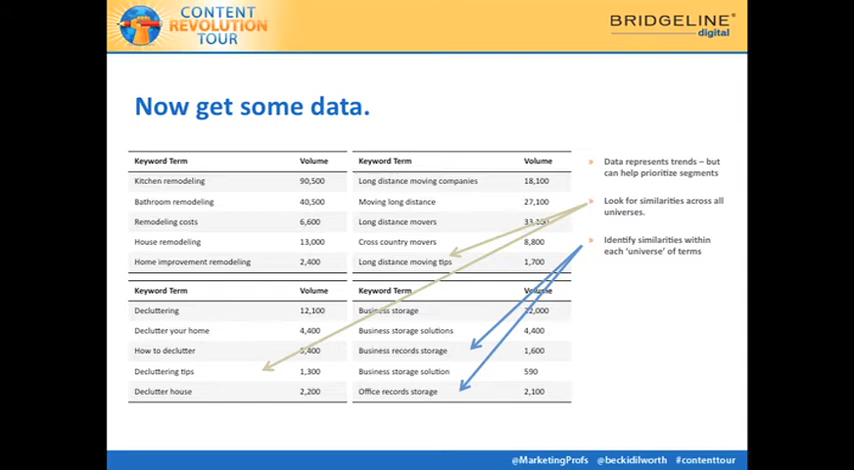 CONTENT
REVOLUTION
TOUR
BRIDGELINE®
digital
Now get some data.
Keyword Term Volume
Kitchen remodeling 90,500
Bathroom remodeling 40,500
Remodeling costs 6,600
House remodeling 13,000
Home improvement remodeling 2,400
Keyword Term Volume
Long distance moving companies 18,100
Moving long distance 27,100
Long distance movers
Cross country movers 8,800
Long distance moving tips 1,700
Keyword Term Volume
Decluttering 12,100
Declutter your home 4,400
How to declutter
Decluttering tips 1,300
Declutter house 2,200
Keyword Term Volume
Business storage
Business storage solutions 4,400
Business records storage 1,600
Business storage solution 590
Office records storage 2,100
» Data represents trends – but
can help prioritize segments
» Look for similarities across all
universes.
» Identify similarities within
each ‘universe’ of terms
@MarketingProfs @beckidilworth #contenttour